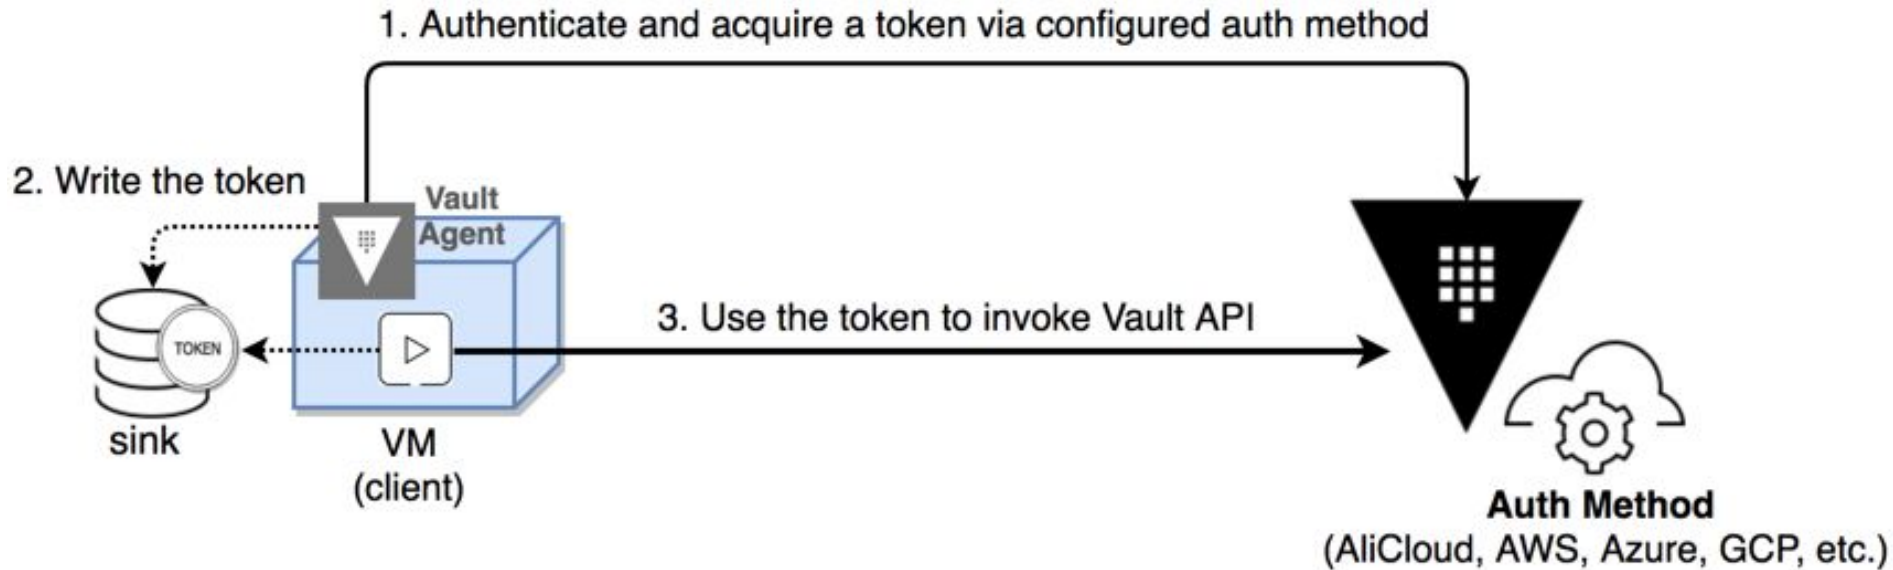 1. Authenticate and acquire a token via configured auth method
2. Write the token
Vault
Agent
3. Use the token to invoke Vault API
TOKEN
sink
VM
(client)
Auth Method
(AliCloud, AWS, Azure, GCP, etc.)